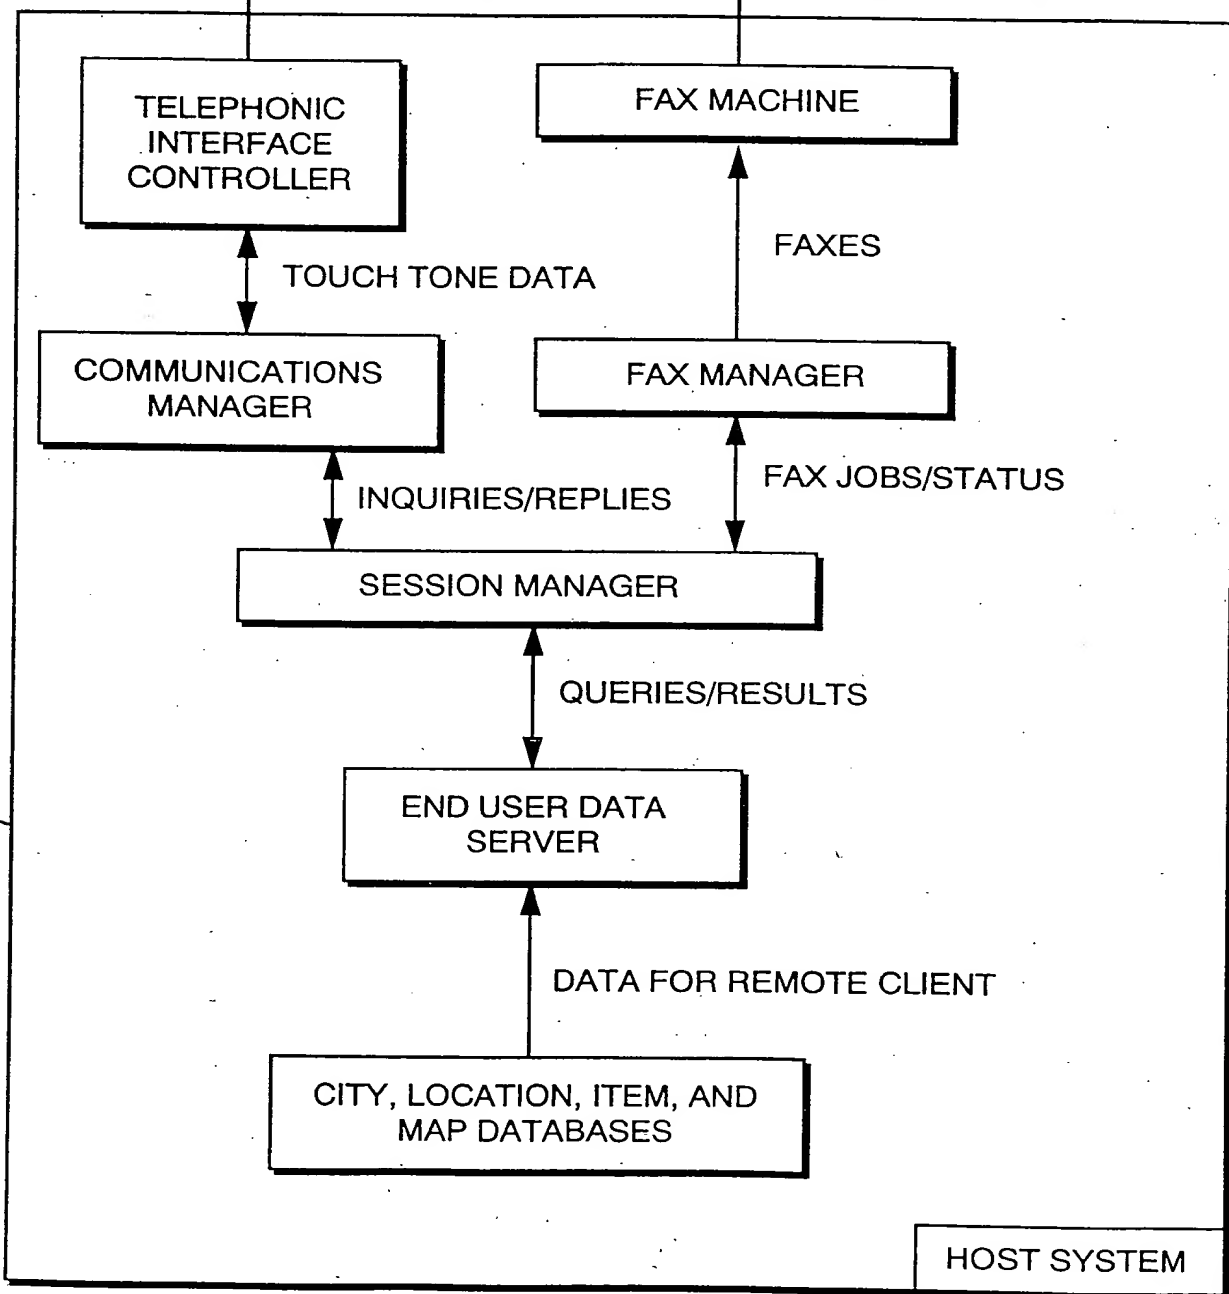 TELEPHONIC
INTERFACE
CONTROLLER
FAX MACHINE
TOUCH TONE DATA
FAXES
COMMUNICATIONS
MANAGER
FAX MANAGER
INQUIRIES/REPLIES
FAX JOBS/STATUS
SESSION MANAGER
QUERIES/RESULTS
END USER DATA
SERVER
DATA FOR REMOTE CLIENT
CITY, LOCATION, ITEM, AND
MAP DATABASES
HOST SYSTEM